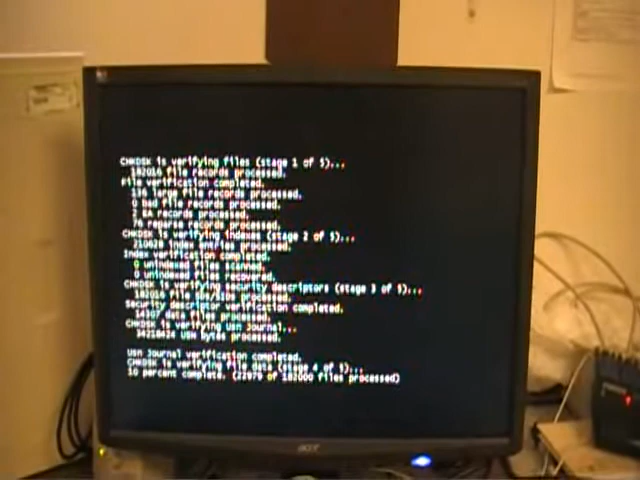 CHKDSK is verifying files (stage 1 of 5)...
182016 file records processed.
File verification completed.
large file records processed.
0 bad file records processed.
2 EA records processed.
76 reparse records processed.
CHKDSK is verifying indexes (stage 2 of 5)...
index entries processed.
Index verification completed.
0 unindexed files scanned.
0 unindexed files recovered.
CHKDSK is verifying security descriptors (stage 3 of 5)...
182016 file SDs/SIDs processed.
Security descriptor verification completed.
data files processed.
CHKDSK is verifying Usn Journal...
USN bytes processed.
Usn Journal verification completed.
CHKDSK is verifying file data (stage 4 of 5)...
10 percent complete. (22979 of 182000 files processed)
acer